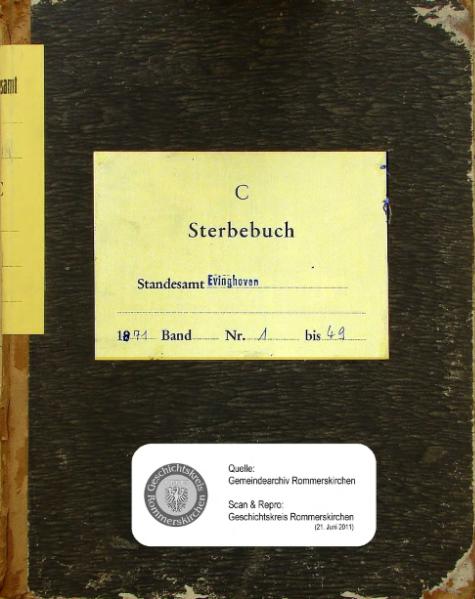 samt
C
Sterbebuch
Standesamt Evinghoven
1871 Band Nr. 1 bis 49
Geschichtskreis
Rommerskirchen
Quelle:
Gemeindearchiv Rommerskirchen
Scan & Repro:
Geschichtskreis Rommerskirchen
(21. Juni 2011)